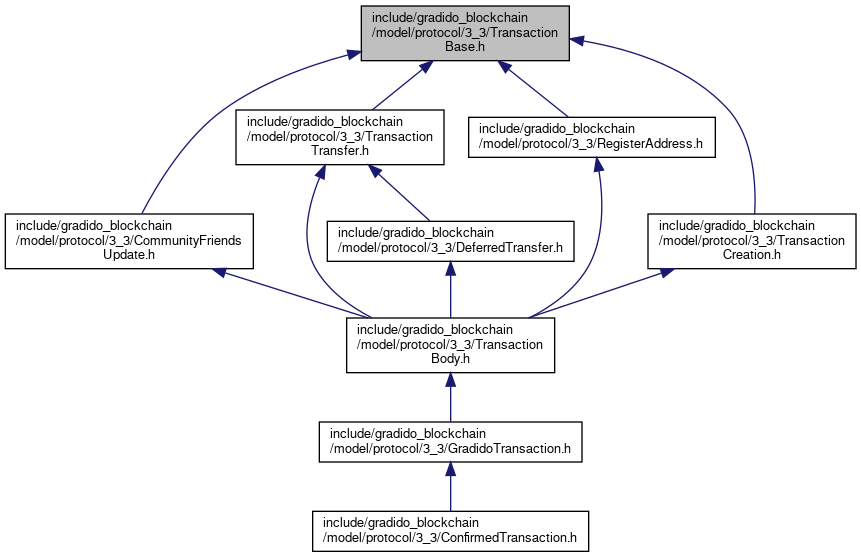 include/gradido_blockchain
/model/protocol/3_3/Transaction
Base.h
include/gradido_blockchain
/model/protocol/3_3/Transaction
Transfer.h
include/gradido_blockchain
/model/protocol/3_3/RegisterAddress.h
include/gradido_blockchain
/model/protocol/3_3/CommunityFriends
Update.h
include/gradido_blockchain
/model/protocol/3_3/DeferredTransfer.h
include/gradido_blockchain
/model/protocol/3_3/Transaction
Creation.h
include/gradido_blockchain
/model/protocol/3_3/Transaction
Body.h
include/gradido_blockchain
/model/protocol/3_3/GradidoTransaction.h
include/gradido_blockchain
/model/protocol/3_3/ConfirmedTransaction.h